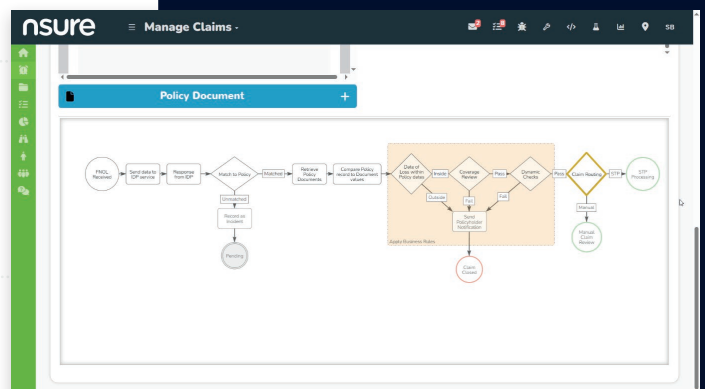 nsure
≡ Manage Claims -
2
8
</>
SB
Policy Document +
FNOL
Received
Send data to
IDP service
Response
from IDP
Match to Policy
Matched
Retrieve
Policy
Documents
Compare Policy
record to Document
values
Date of
Loss within
Policy dates
Inside
Coverage
Review
Pass
Dynamic
Checks
Pass
Claim Routing
STP
STP
Processing
Unmatched
Record as
Incident
Pending
Outside
Fail
Fail
Send
Policyholder
Notification
Apply Business Rules
Claim
Closed
Manual
Manual
Claim
Review